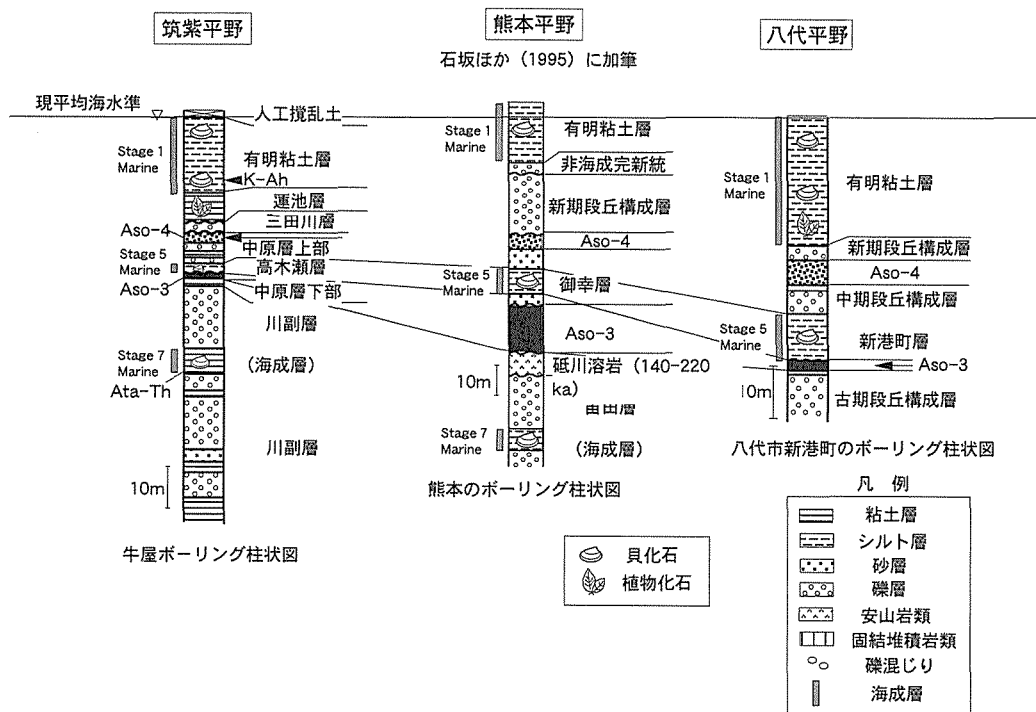 筑紫平野
熊本平野
八代平野
石坂ほか（1995）に加筆
現平均海水準
人工撹乱土
Stage 1
Marine
有明粘土層
K-Ah
蓮池層
三田川層
Aso-4
中原層上部
Stage 5
Marine
高木瀬層
Aso-3
中原層下部
川副層
Stage 7
Marine
(海成層)
Ata-Th
川副層
10m
牛屋ボーリング柱状図
Stage 1
Marine
有明粘土層
非海成完新統
新期段丘構成層
Aso-4
Stage 5
Marine
御幸層
Aso-3
砥川溶岩（140-220
ka)
10m
Stage 7
Marine
(海成層)
熊本のボーリング柱状図
Stage 1
Marine
有明粘土層
新期段丘構成層
Aso-4
中期段丘構成層
Stage 5
Marine
新港町層
Aso-3
古期段丘構成層
八代市新港町のボーリング柱状図
貝化石
植物化石
凡 例
粘土層
シルト層
砂層
礫層
安山岩類
固結堆積岩類
礫混じり
海成層